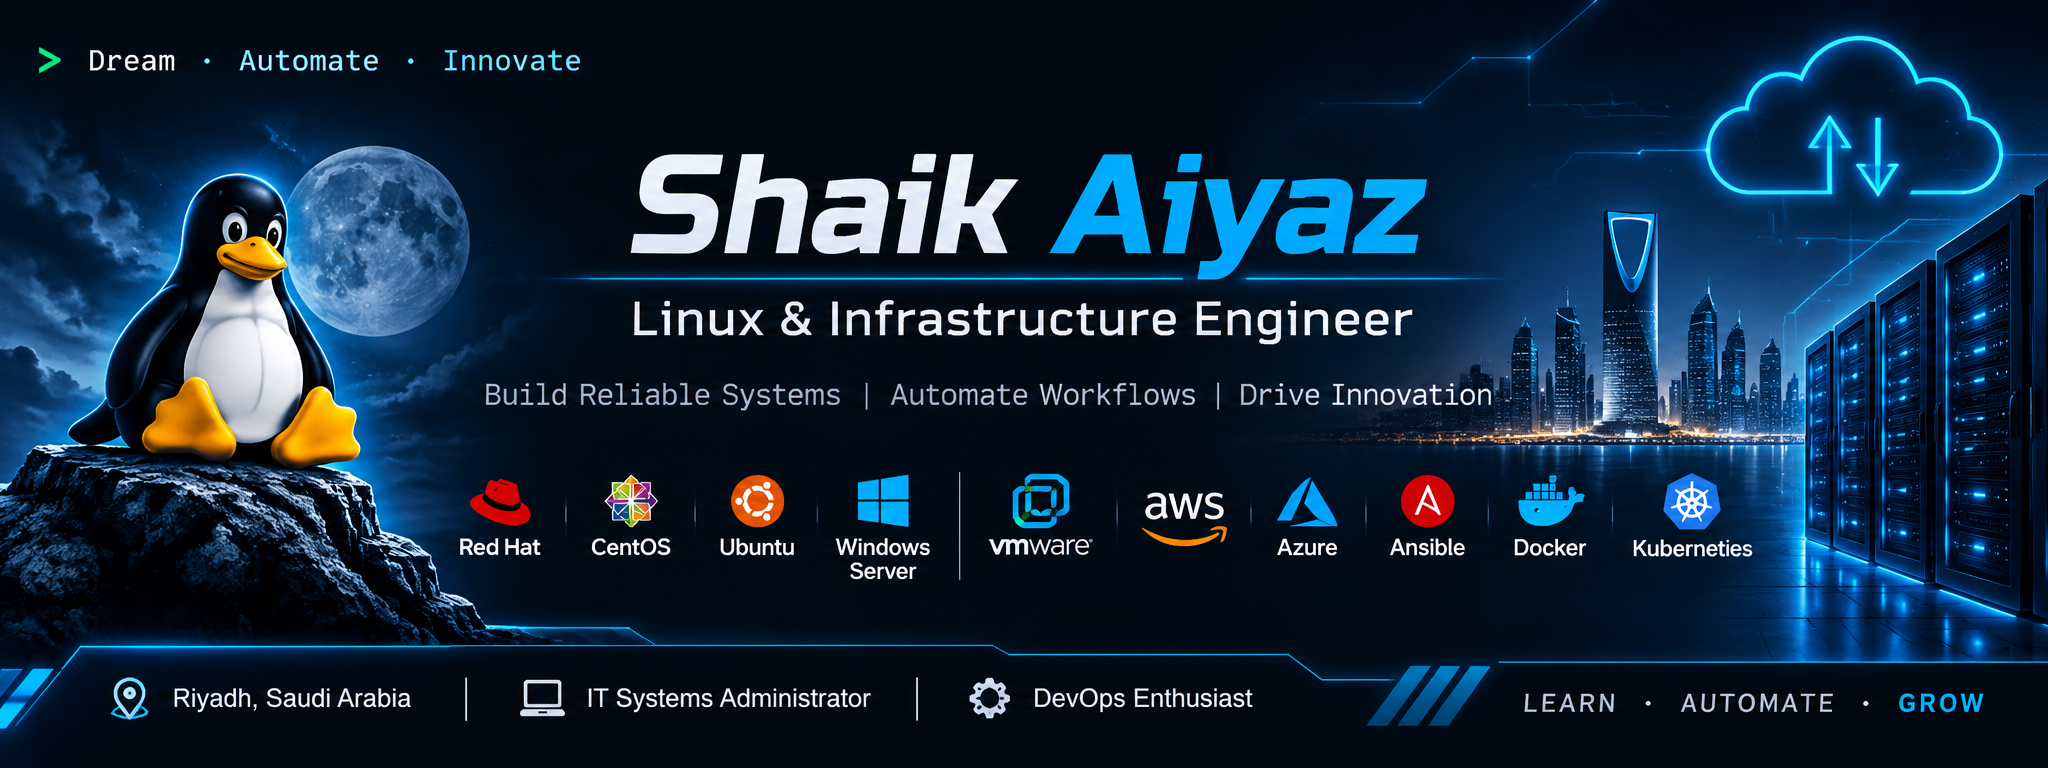 > Dream · Automate · Innovate
Shaik Aiyaz
Linux & Infrastructure Engineer
Build Reliable Systems | Automate Workflows | Drive Innovation
Red Hat
CentOS
Ubuntu
Windows
Server
vmware®
aws
Azure
Ansible
Docker
Kuberneties
Riyadh, Saudi Arabia | IT Systems Administrator | DevOps Enthusiast
LEARN · AUTOMATE · GROW